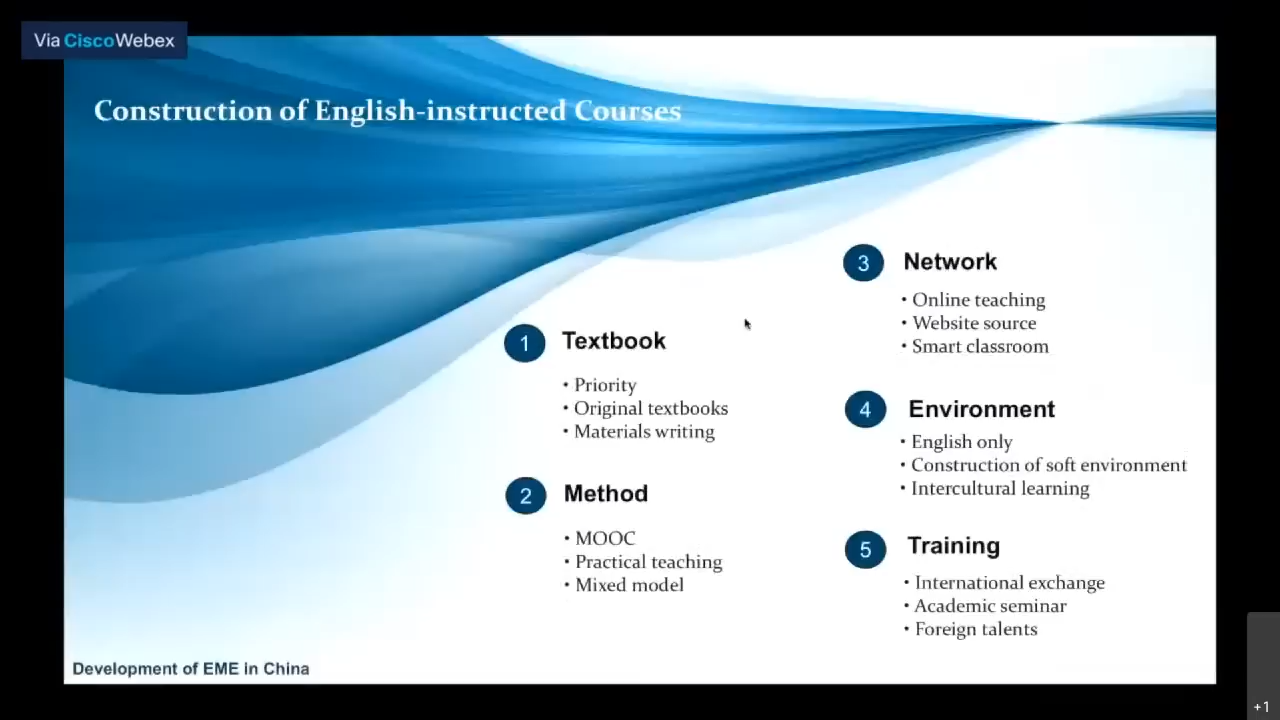 Via CiscoWebex
Construction of English-instructed Courses
1 Textbook
• Priority
• Original textbooks
• Materials writing
2 Method
• MOOC
• Practical teaching
• Mixed model
3 Network
• Online teaching
• Website source
• Smart classroom
4 Environment
• English only
• Construction of soft environment
• Intercultural learning
5 Training
• International exchange
• Academic seminar
• Foreign talents
Development of EME in China
+1